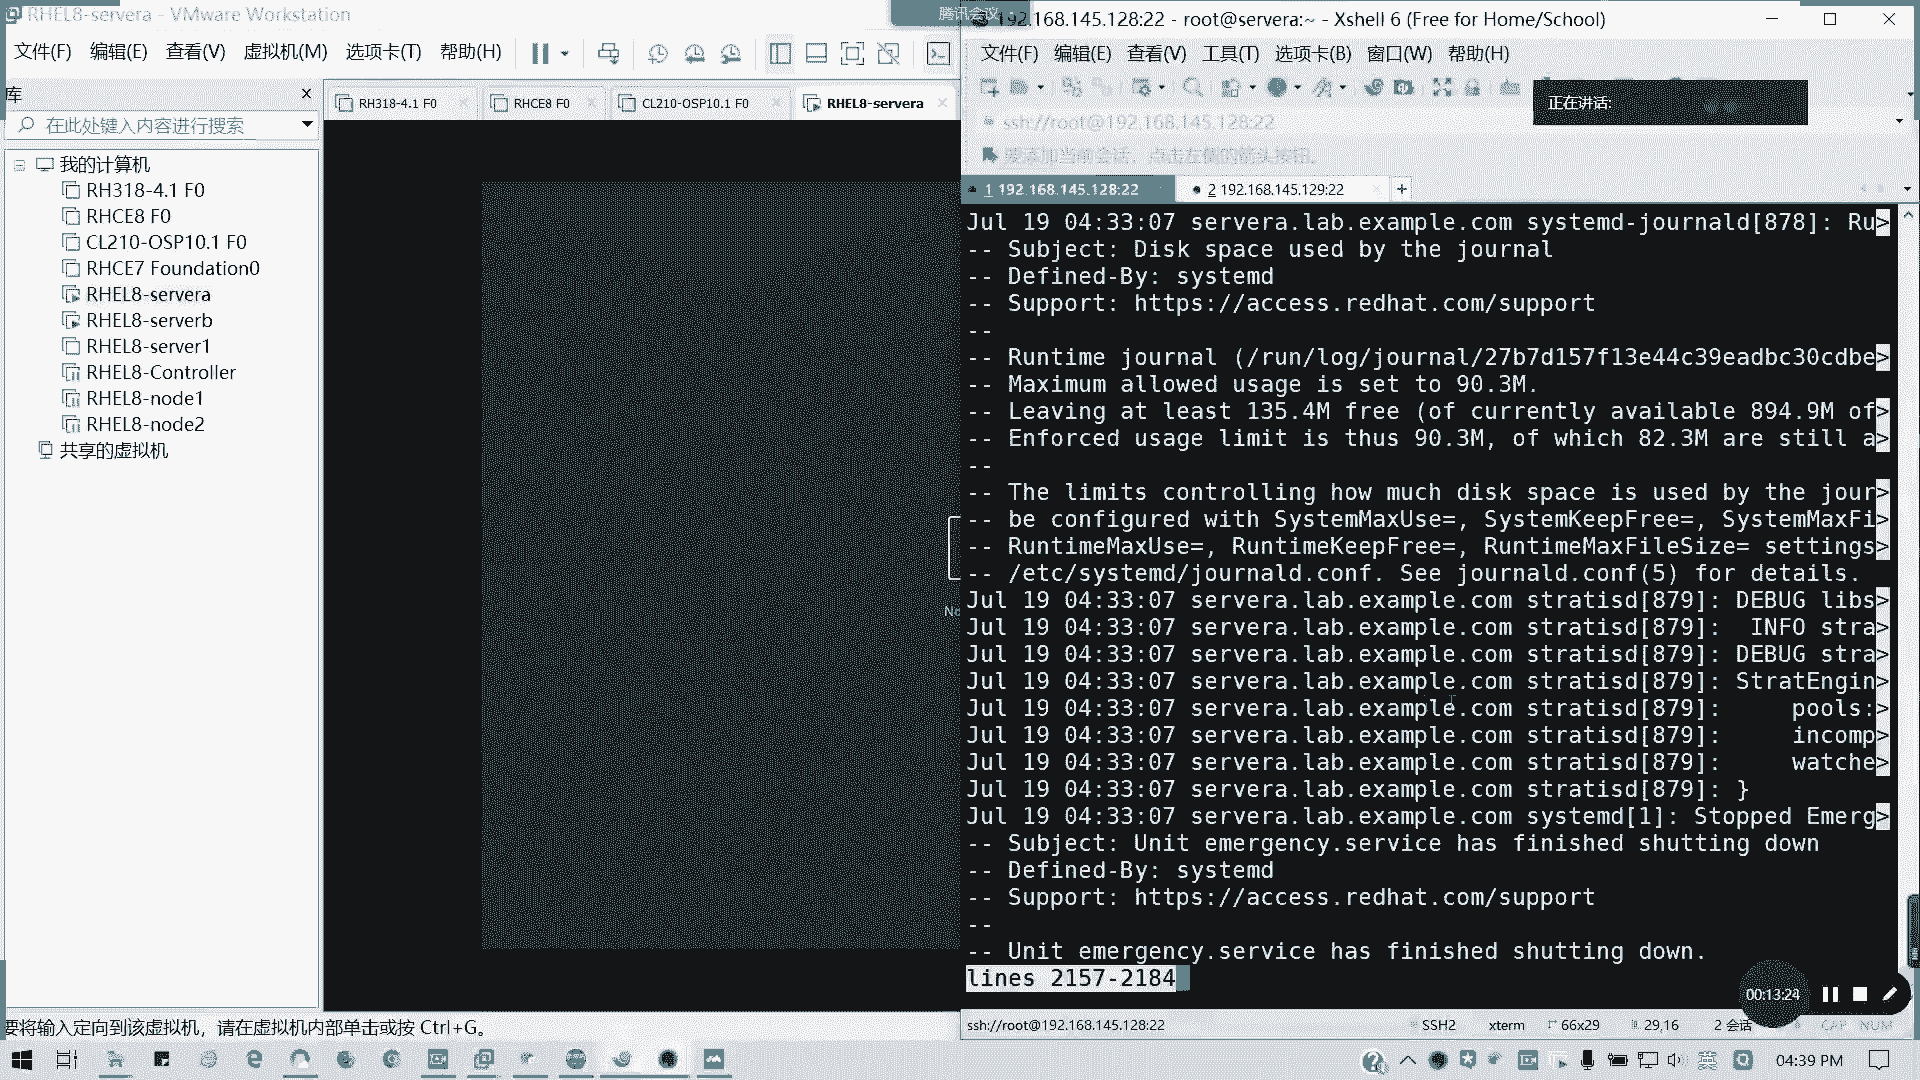 RHEL8-servera - VMware Workstation
文件(F) 编辑(E) 查看(V) 虚拟机(M) 选项卡(T) 帮助(H)
库
在此处键入内容进行搜索
我的计算机
RH318-4.1 F0
RHCE8 F0
CL210-OSP10.1 F0
RHCE7 Foundation0
RHEL8-servera
RHEL8-serverb
RHEL8-server1
RHEL8-Controller
RHEL8-node1
RHEL8-node2
共享的虚拟机
RH318-4.1 F0
RHCE8 F0
CL210-OSP10.1 F0
RHEL8-servera
No
要将输入定向到该虚拟机，请在虚拟机内部单击或按 Ctrl+G。
腾讯会议
192.168.145.128:22 - root@servera:~ - Xshell 6 (Free for Home/School)
文件(F) 编辑(E) 查看(V) 工具(T) 选项卡(B) 窗口(W) 帮助(H)
正在讲话:
ssh://root@192.168.145.128:22
要添加当前会话，点击左侧的箭头按钮。
1 192.168.145.128:22
2 192.168.145.129:22
Jul 19 04:33:07 servera.lab.example.com systemd-journald[878]: Ru>
-- Subject: Disk space used by the journal
-- Defined-By: systemd
-- Support: https://access.redhat.com/support
--
-- Runtime journal (/run/log/journal/27b7d157f13e44c39eadbc30cdbe>
-- Maximum allowed usage is set to 90.3M.
-- Leaving at least 135.4M free (of currently available 894.9M of>
-- Enforced usage limit is thus 90.3M, of which 82.3M are still a>
--
-- The limits controlling how much disk space is used by the jour>
-- be configured with SystemMaxUse=, SystemKeepFree=, SystemMaxFi>
-- RuntimeMaxUse=, RuntimeKeepFree=, RuntimeMaxFileSize= settings>
-- /etc/systemd/journald.conf. See journald.conf(5) for details.
Jul 19 04:33:07 servera.lab.example.com stratisd[879]: DEBUG libs>
Jul 19 04:33:07 servera.lab.example.com stratisd[879]:  INFO stra>
Jul 19 04:33:07 servera.lab.example.com stratisd[879]: DEBUG stra>
Jul 19 04:33:07 servera.lab.example.com stratisd[879]: StratEngin>
Jul 19 04:33:07 servera.lab.example.com stratisd[879]:     pools:>
Jul 19 04:33:07 servera.lab.example.com stratisd[879]:     incomp>
Jul 19 04:33:07 servera.lab.example.com stratisd[879]:     watche>
Jul 19 04:33:07 servera.lab.example.com stratisd[879]: }
Jul 19 04:33:07 servera.lab.example.com systemd[1]: Stopped Emerg>
-- Subject: Unit emergency.service has finished shutting down
-- Defined-By: systemd
-- Support: https://access.redhat.com/support
--
-- Unit emergency.service has finished shutting down.
lines 2157-2184
00:13:24
ssh://root@192.168.145.128:22 SSH2 xterm 66x29 29,16 2 会话 CAP NUM
英
04:39 PM